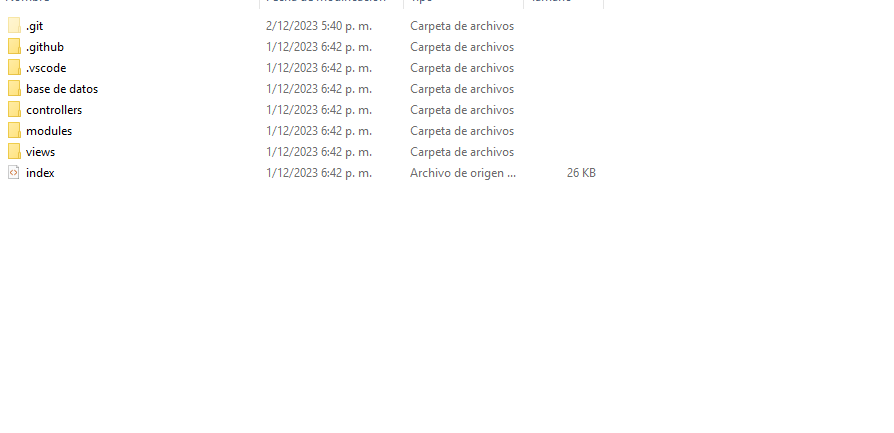 .git 2/12/2023 5:40 p. m. Carpeta de archivos
.github 1/12/2023 6:42 p. m. Carpeta de archivos
.vscode 1/12/2023 6:42 p. m. Carpeta de archivos
base de datos 1/12/2023 6:42 p. m. Carpeta de archivos
controllers 1/12/2023 6:42 p. m. Carpeta de archivos
modules 1/12/2023 6:42 p. m. Carpeta de archivos
views 1/12/2023 6:42 p. m. Carpeta de archivos
index 1/12/2023 6:42 p. m. Archivo de origen ... 26 KB